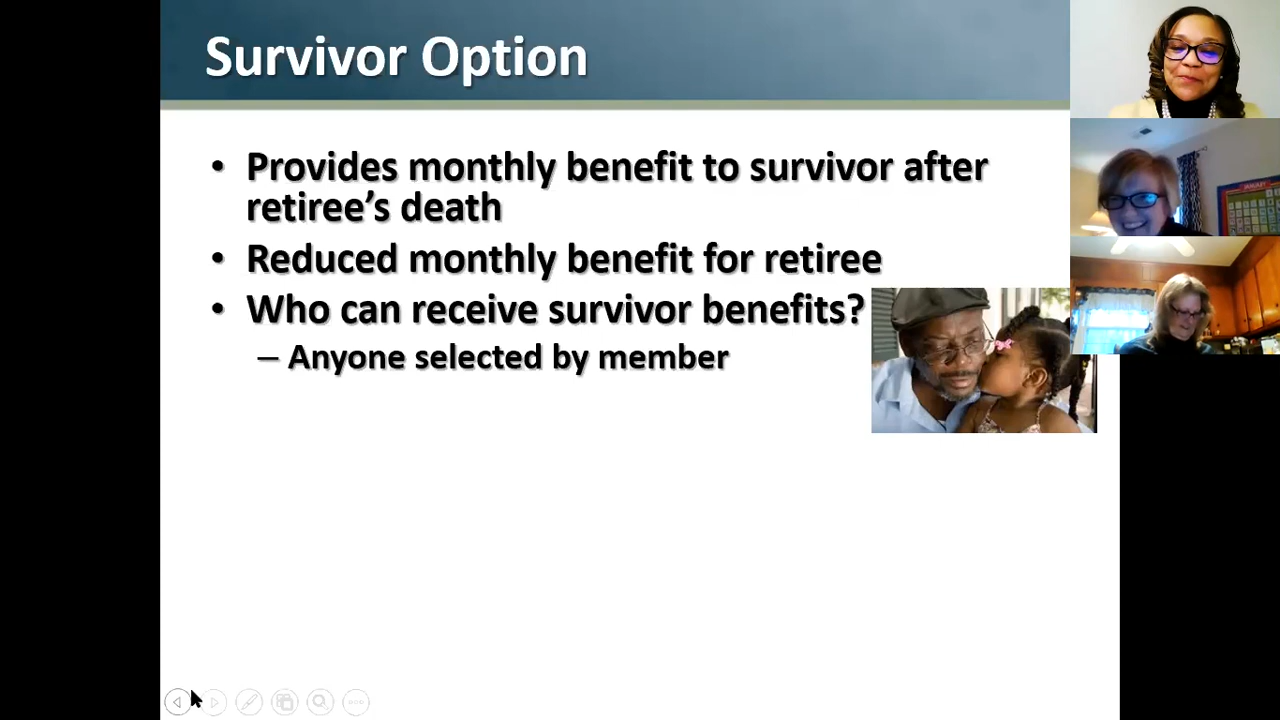 Survivor Option
• Provides monthly benefit to survivor after
retiree’s death
• Reduced monthly benefit for retiree
• Who can receive survivor benefits?
– Anyone selected by member
JANUARY